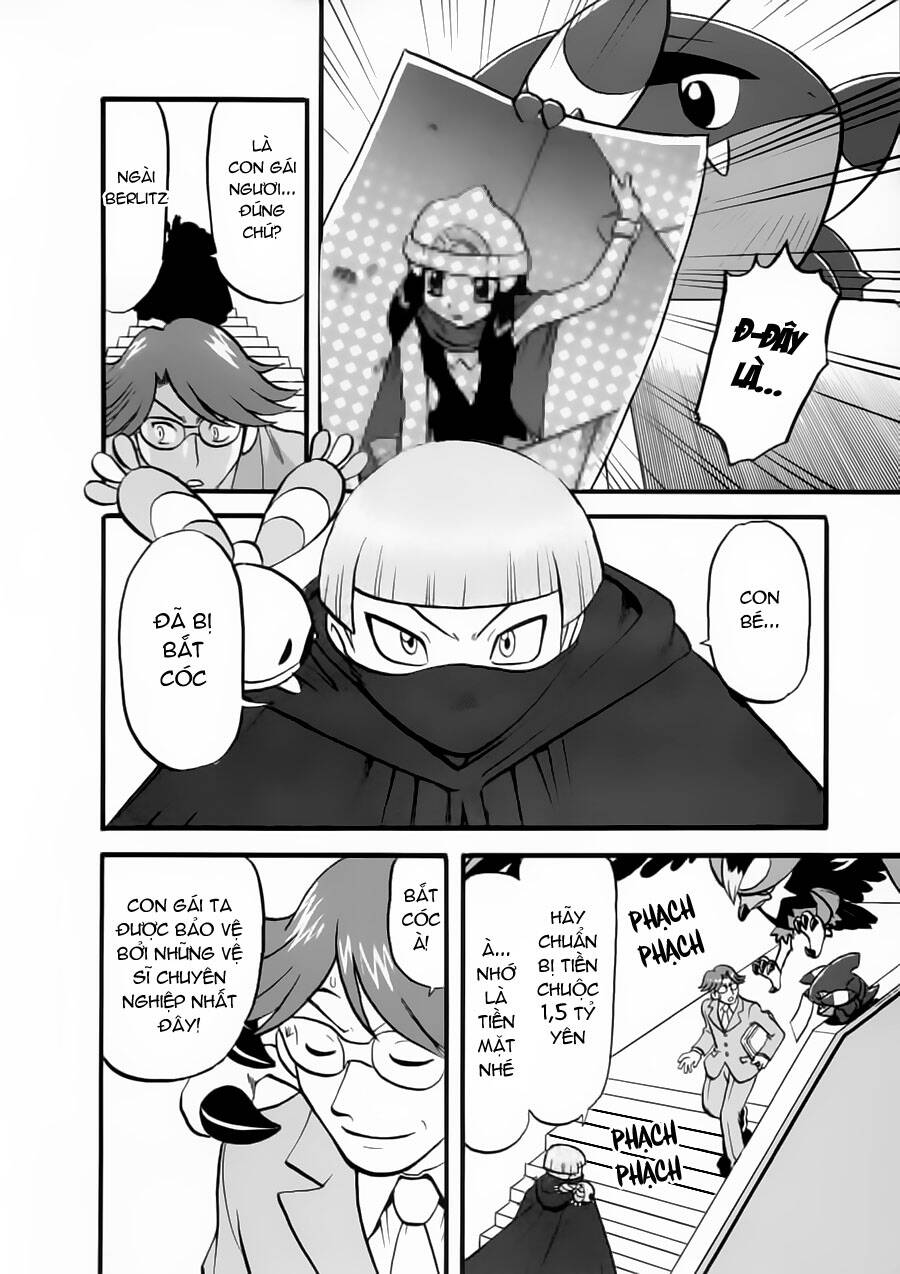 Đ-ĐÂY
LÀ...
LÀ
CON GÁI
NGƯƠI...
ĐÚNG
CHỨ?
NGÀI
BERLITZ
CON
BÉ...
ĐÃ BỊ
BẮT
CÓC
PHẠCH
PHẠCH
HÃY
CHUẨN
BỊ TIỀN
CHUỘC
1,5 TỶ
YÊN
À...
NHỚ
LÀ
TIỀN
MẶT
NHÉ
PHẠCH
PHẠCH
BẮT
CÓC
À!
CON GÁI TA
ĐƯỢC BẢO VỆ
BỞI NHỮNG VỆ
SĨ CHUYÊN
NGHIỆP NHẤT
ĐÂY!